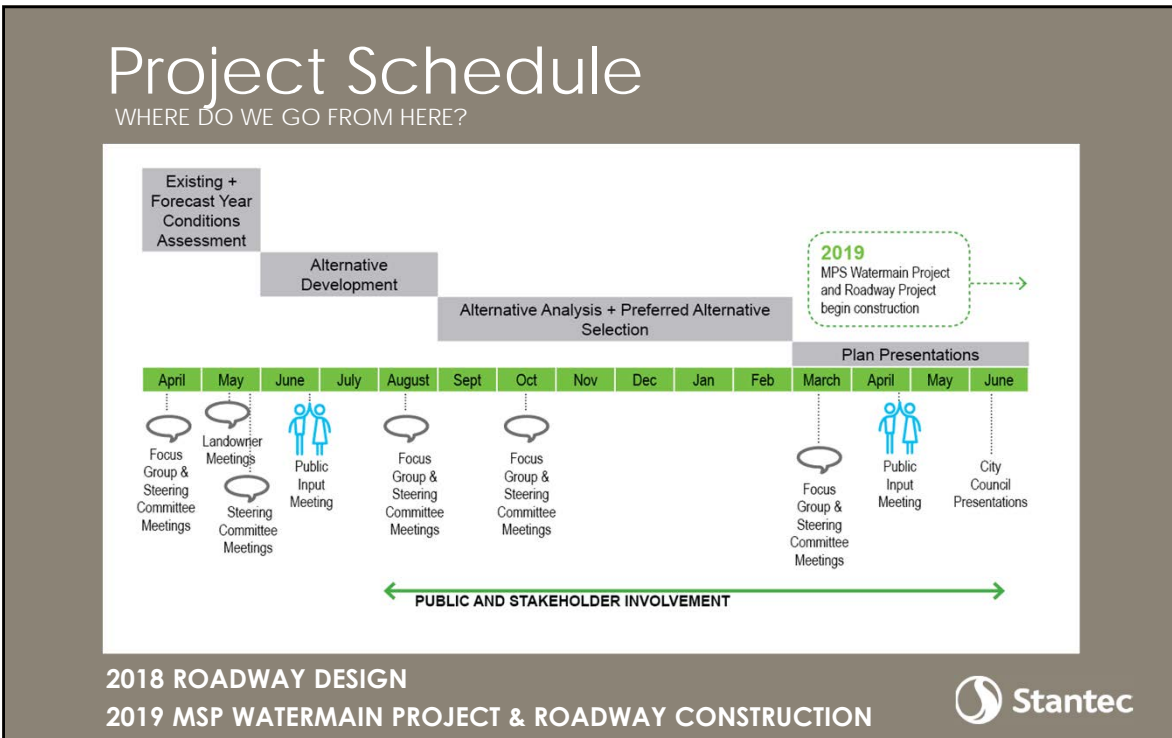 Project Schedule
WHERE DO WE GO FROM HERE?
Existing +
Forecast Year
Conditions
Assessment
Alternative
Development
Alternative Analysis + Preferred Alternative
Selection
2019
MPS Watermain Project
and Roadway Project
begin construction
Plan Presentations
April May June July August Sept Oct Nov Dec Jan Feb March April May June
Focus
Group &
Steering
Committee
Meetings
Landowner
Meetings
Steering
Committee
Meetings
Public
Input
Meeting
Focus
Group &
Steering
Committee
Meetings
Focus
Group &
Steering
Committee
Meetings
Focus
Group &
Steering
Committee
Meetings
Public
Input
Meeting
City
Council
Presentations
PUBLIC AND STAKEHOLDER INVOLVEMENT
2018 ROADWAY DESIGN
2019 MSP WATERMAIN PROJECT & ROADWAY CONSTRUCTION
Stantec